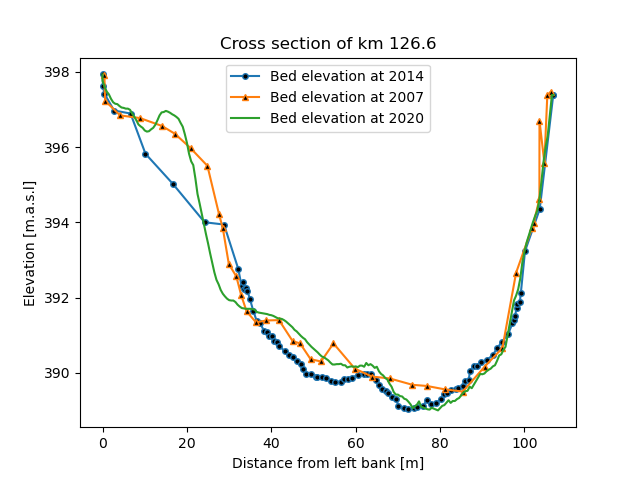 Cross section of km 126.6
Bed elevation at 2014
Bed elevation at 2007
Bed elevation at 2020
Elevation [m.a.s.l]
398
396
394
392
390
0 20 40 60 80 100
Distance from left bank [m]